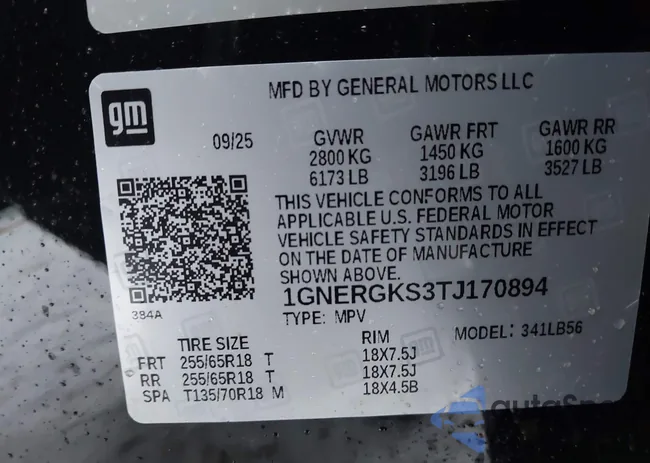 gm
MFD BY GENERAL MOTORS LLC
09/25 GVWR GAWR FRT GAWR RR
2800 KG 1450 KG 1600 KG
6173 LB 3196 LB 3527 LB
THIS VEHICLE CONFORMS TO ALL
APPLICABLE U.S. FEDERAL MOTOR
VEHICLE SAFETY STANDARDS IN EFFECT
ON THE DATE OF MANUFACTURE
SHOWN ABOVE.
1GNERGKS3TJ170894
384A
TYPE: MPV MODEL: 341LB56
TIRE SIZE RIM
FRT 255/65R18 T 18X7.5J
RR 255/65R18 T 18X7.5J
SPA T135/70R18 M 18X4.5B